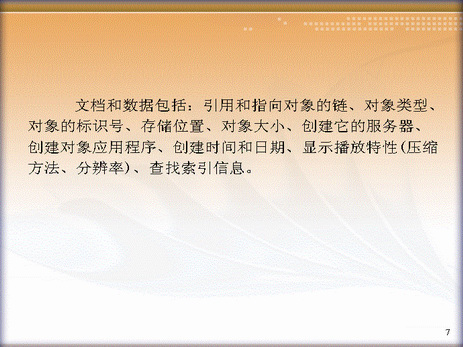 文档和数据包括：引用和指向对象的链、对象类型、
对象的标识号、存储位置、对象大小、创建它的服务器、
创建对象应用程序、创建时间和日期、显示播放特性(压缩
方法、分辨率)、查找索引信息。
7